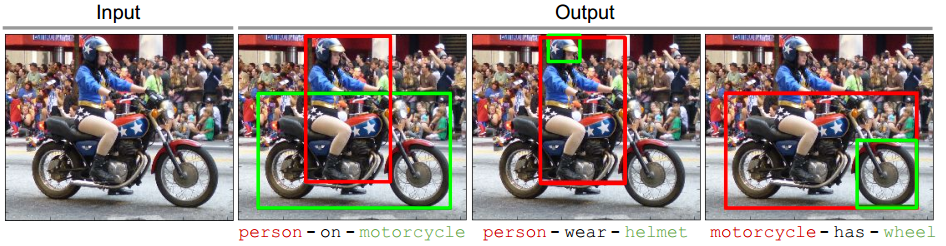 Input
Output
person-on-motorcycle
person-wear-helmet
motorcycle-has-wheel